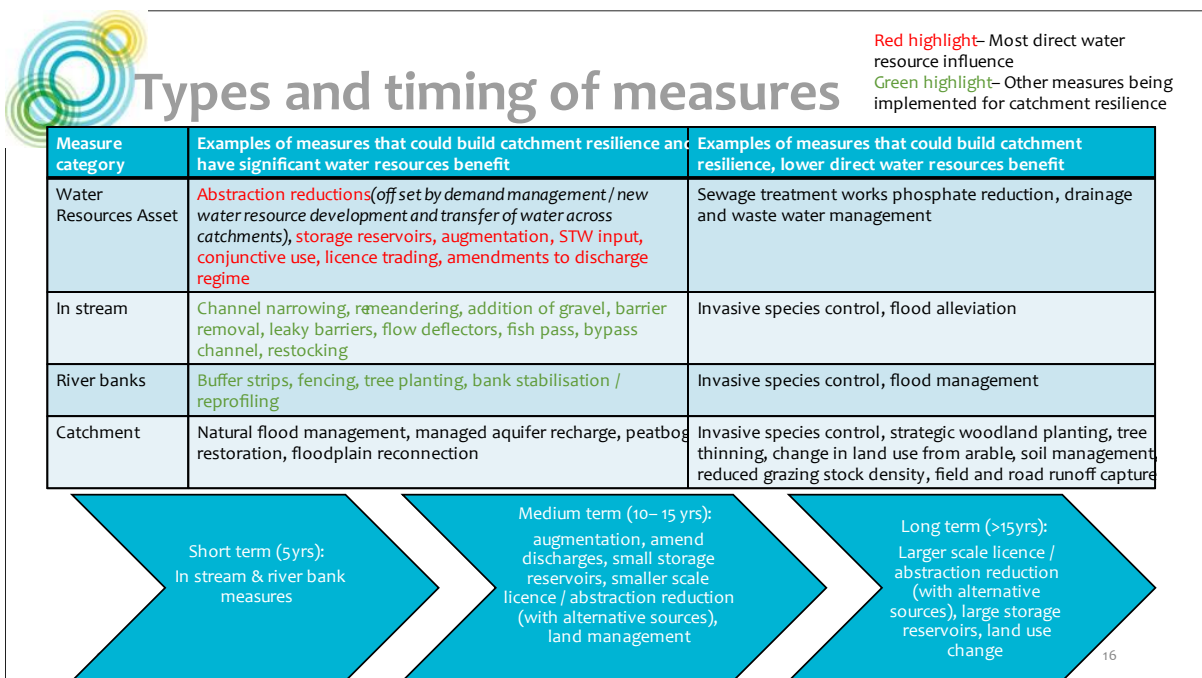 Types and timing of measures
Red highlight– Most direct water
resource influence
Green highlight– Other measures being
implemented for catchment resilience
Measure
category
Examples of measures that could build catchment resilience and
have significant water resources benefit
Examples of measures that could build catchment
resilience, lower direct water resources benefit
Water
Resources Asset
Abstraction reductions(off set by demand management / new
water resource development and transfer of water across
catchments), storage reservoirs, augmentation, STW input,
conjunctive use, licence trading, amendments to discharge
regime
Sewage treatment works phosphate reduction, drainage
and waste water management
In stream
Channel narrowing, remeandering, addition of gravel, barrier
removal, leaky barriers, flow deflectors, fish pass, bypass
channel, restocking
Invasive species control, flood alleviation
River banks
Buffer strips, fencing, tree planting, bank stabilisation /
reprofiling
Invasive species control, flood management
Catchment
Natural flood management, managed aquifer recharge, peatbog
restoration, floodplain reconnection
Invasive species control, strategic woodland planting, tree
thinning, change in land use from arable, soil management,
reduced grazing stock density, field and road runoff capture
Short term (5yrs):
In stream & river bank
measures
Medium term (10– 15 yrs):
augmentation, amend
discharges, small storage
reservoirs, smaller scale
licence / abstraction reduction
(with alternative sources),
land management
Long term (>15yrs):
Larger scale licence /
abstraction reduction
(with alternative
sources), large storage
reservoirs, land use
change
16